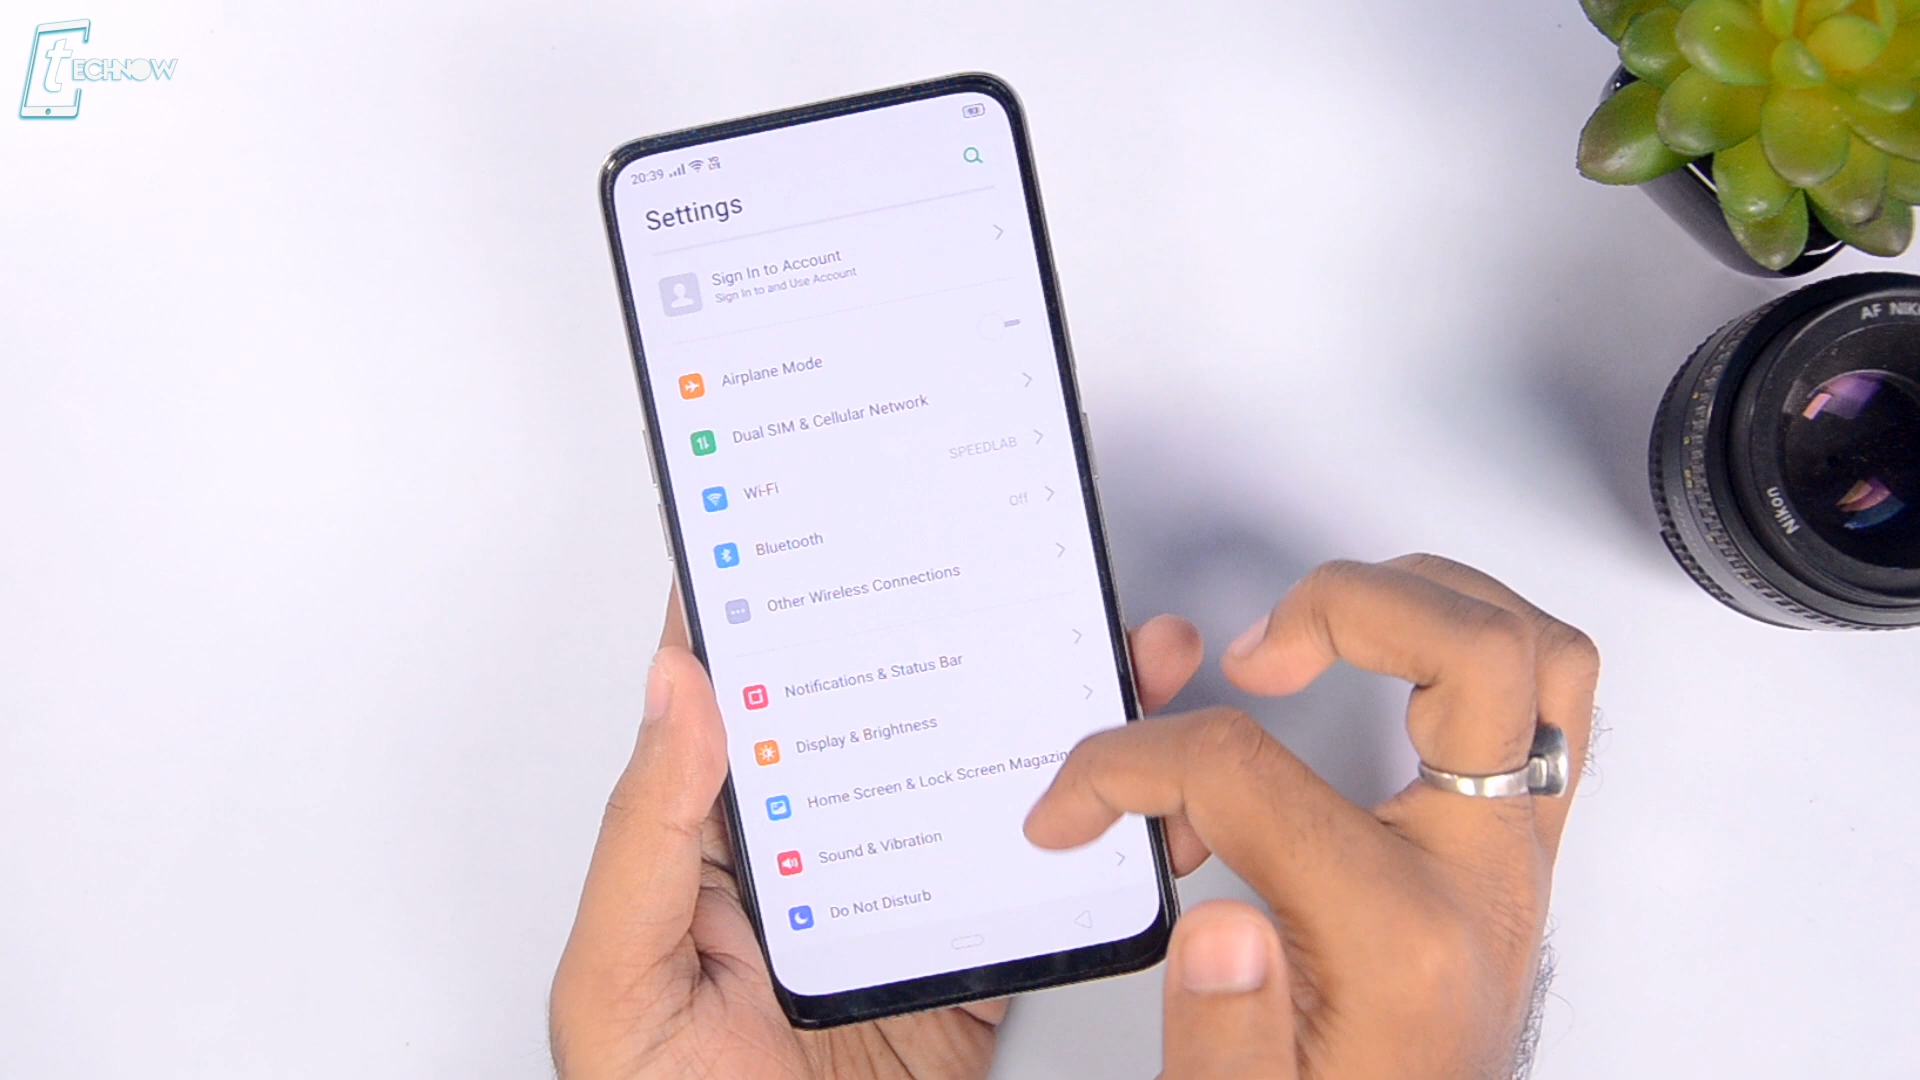 tECHNOW
20:39
VO
LTE
Settings
Sign In to Account
Sign In to and Use Account
Airplane Mode
Dual SIM & Cellular Network
Wi-Fi SPEEDLAB
Bluetooth Off
Other Wireless Connections
Notifications & Status Bar
Display & Brightness
Home Screen & Lock Screen Magazin
Sound & Vibration
Do Not Disturb
AF NIK
Nikon